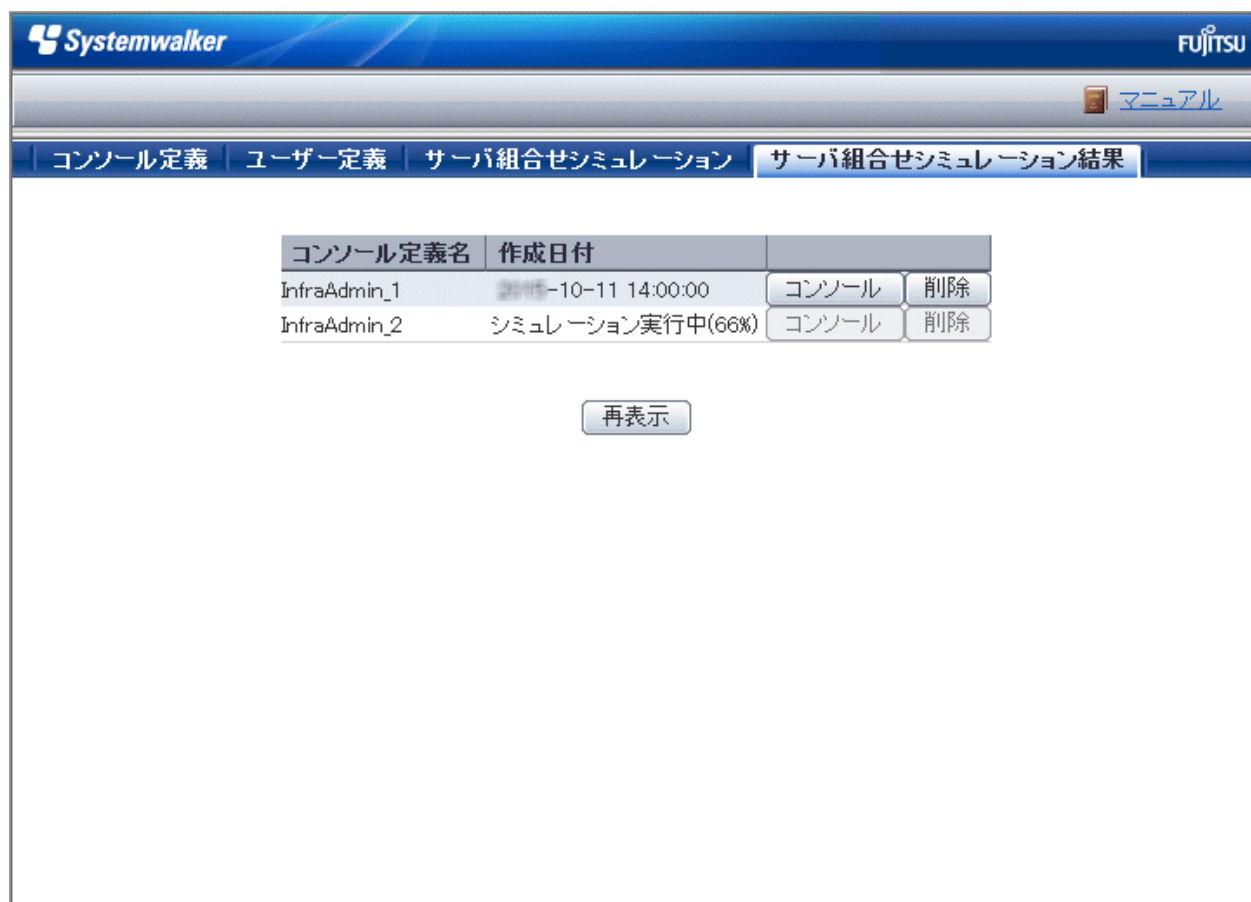 Systemwalker
FUJITSU
マニュアル
コンソール定義 ユーザー定義 サーバ組合せシミュレーション サーバ組合せシミュレーション結果
コンソール定義名 作成日付
InfraAdmin_1 -10-11 14:00:00 コンソール 削除
InfraAdmin_2 シミュレーション実行中(66%) コンソール 削除
再表示